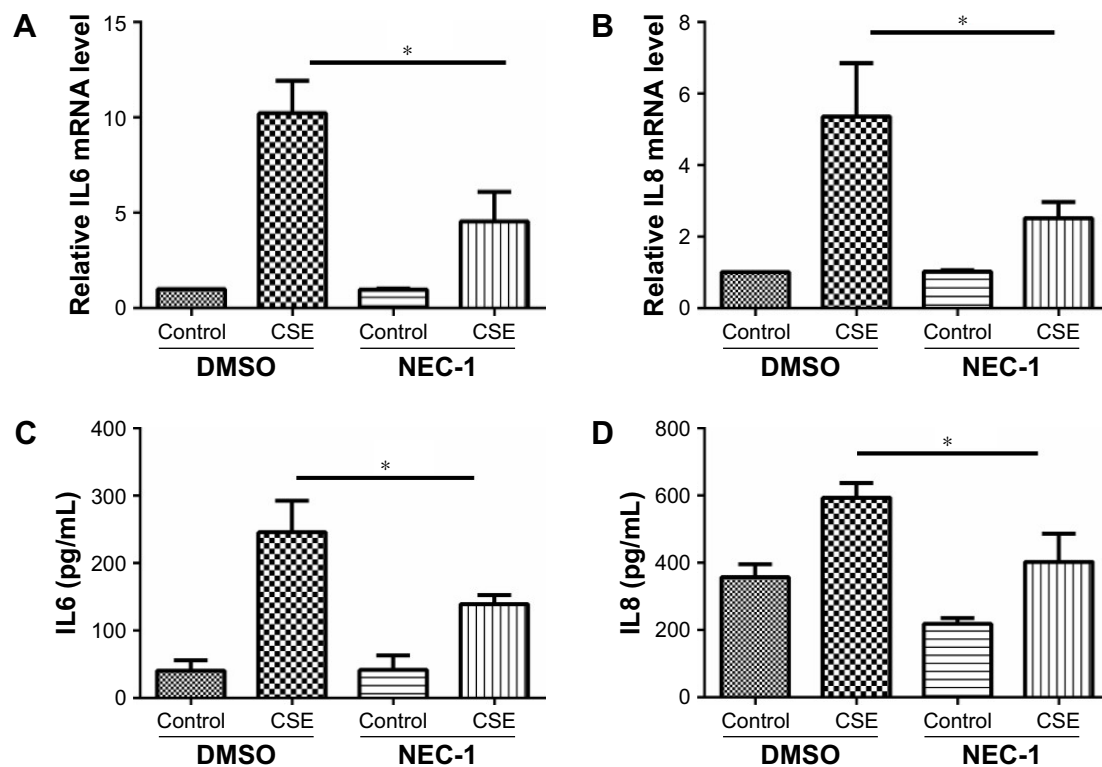 A
Relative IL6 mRNA level
15
10
5
0
*
Control CSE Control CSE
DMSO NEC-1
B
Relative IL8 mRNA level
8
6
4
2
0
*
Control CSE Control CSE
DMSO NEC-1
C
IL6 (pg/mL)
400
300
200
100
0
*
Control CSE Control CSE
DMSO NEC-1
D
IL8 (pg/mL)
800
600
400
200
0
*
Control CSE Control CSE
DMSO NEC-1